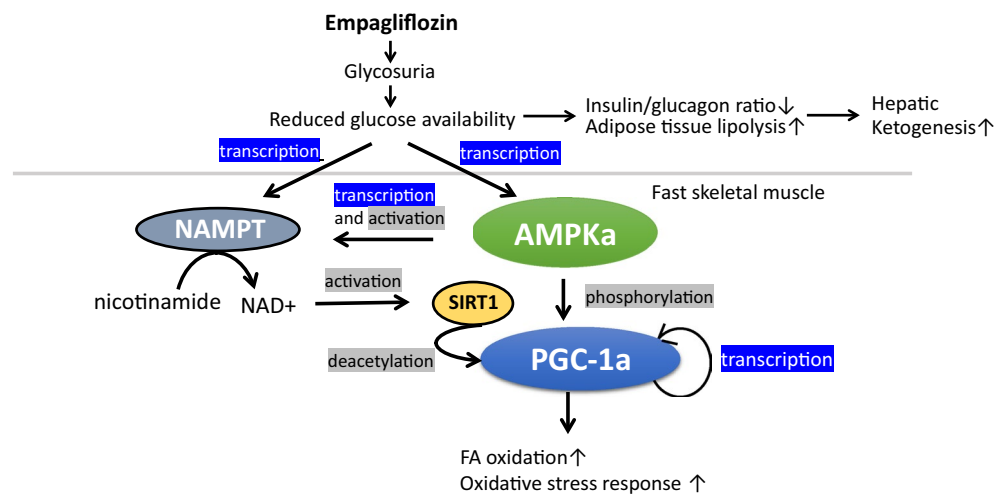 Empagliflozin
Glycosuria
Reduced glucose availability
Insulin/glucagon ratio↓
Adipose tissue lipolysis↑
Hepatic
Ketogenesis↑
transcription
transcription
Fast skeletal muscle
transcription
and activation
NAMPT
AMPKa
nicotinamide
NAD+
activation
SIRT1
phosphorylation
deacetylation
PGC-1a
transcription
FA oxidation↑
Oxidative stress response ↑